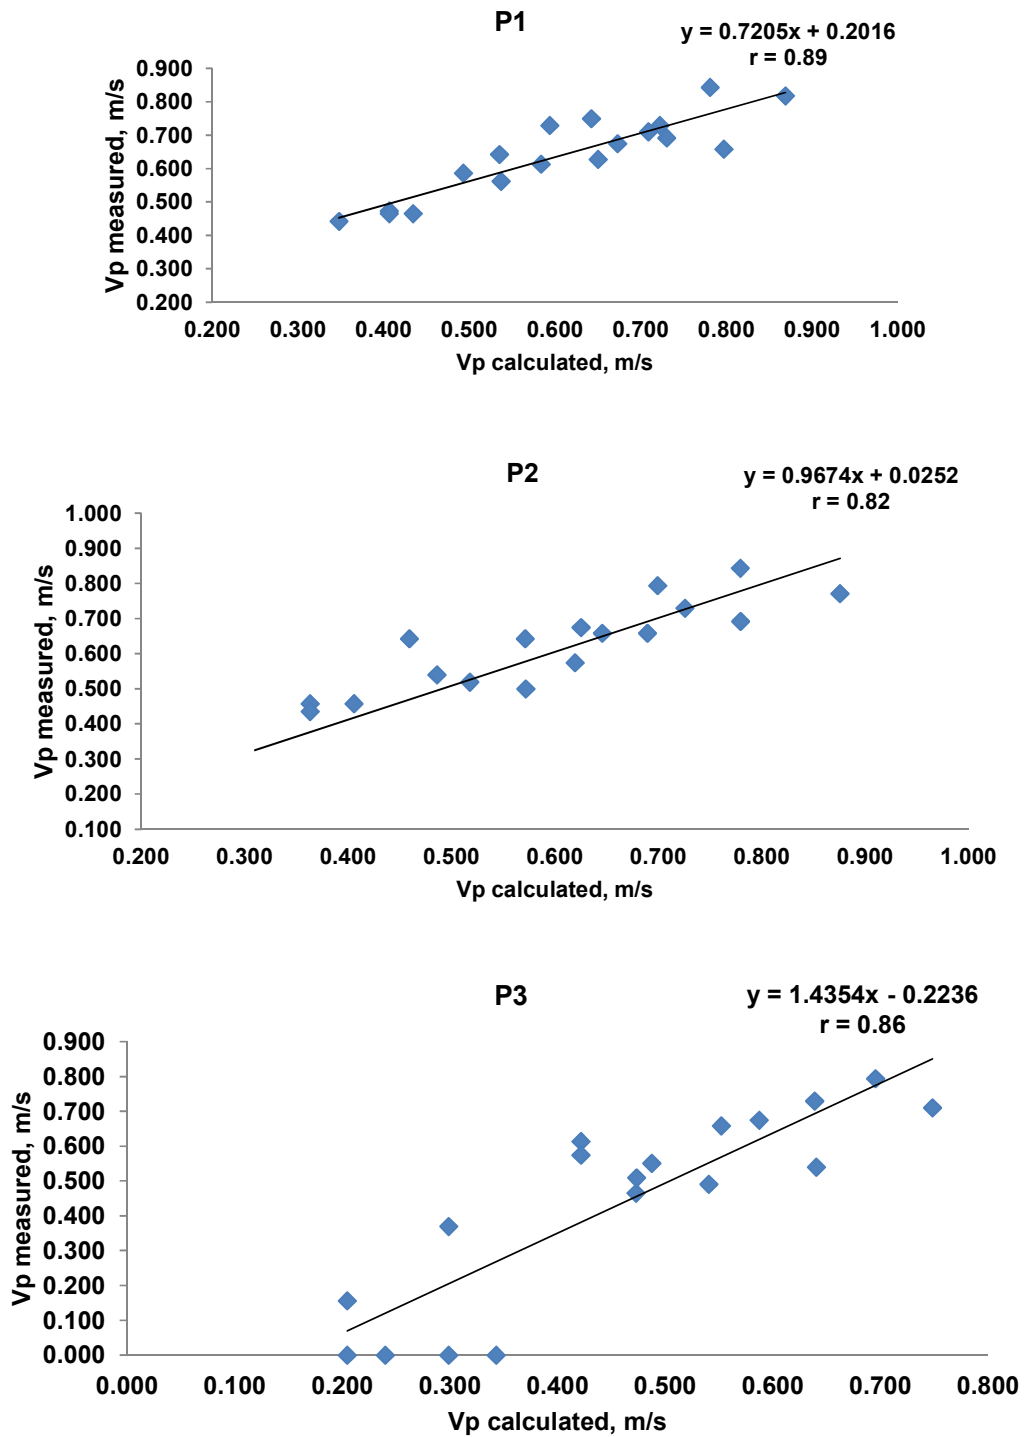 P1
y = 0.7205x + 0.2016
r = 0.89
0.900
0.800
0.700
0.600
0.500
0.400
0.300
0.200
Vp measured, m/s
0.200 0.300 0.400 0.500 0.600 0.700 0.800 0.900 1.000
Vp calculated, m/s
P2
y = 0.9674x + 0.0252
r = 0.82
1.000
0.900
0.800
0.700
0.600
0.500
0.400
0.300
0.200
0.100
Vp measured, m/s
0.200 0.300 0.400 0.500 0.600 0.700 0.800 0.900 1.000
Vp calculated, m/s
P3
y = 1.4354x - 0.2236
r = 0.86
0.900
0.800
0.700
0.600
0.500
0.400
0.300
0.200
0.100
0.000
Vp measured, m/s
0.000 0.100 0.200 0.300 0.400 0.500 0.600 0.700 0.800
Vp calculated, m/s